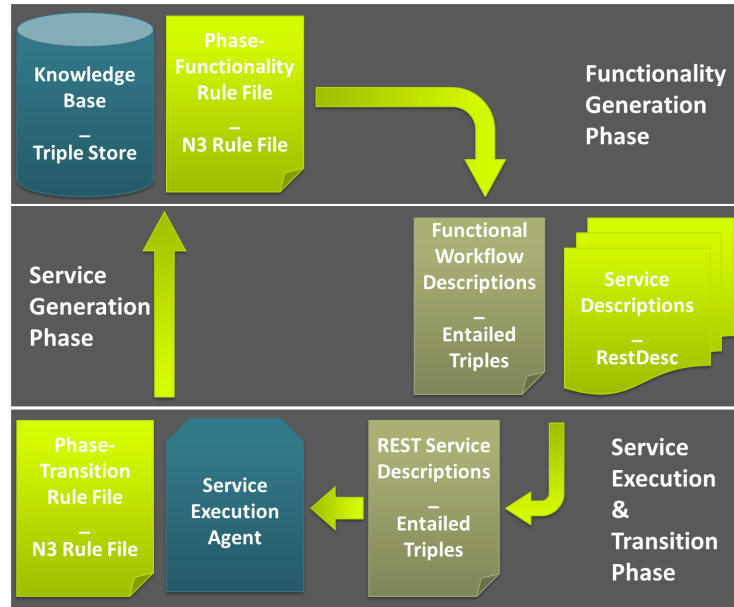 Knowledge
Base
–
Triple Store
Phase-
Functionality
Rule File
–
N3 Rule File
Functionality
Generation
Phase
Service
Generation
Phase
Functional
Workflow
Descriptions
–
Entailed
Triples
Service
Descriptions
–
RestDesc
Phase-
Transition
Rule File
–
N3 Rule File
Service
Execution
Agent
REST Service
Descriptions
–
Entailed
Triples
Service
Execution
&
Transition
Phase